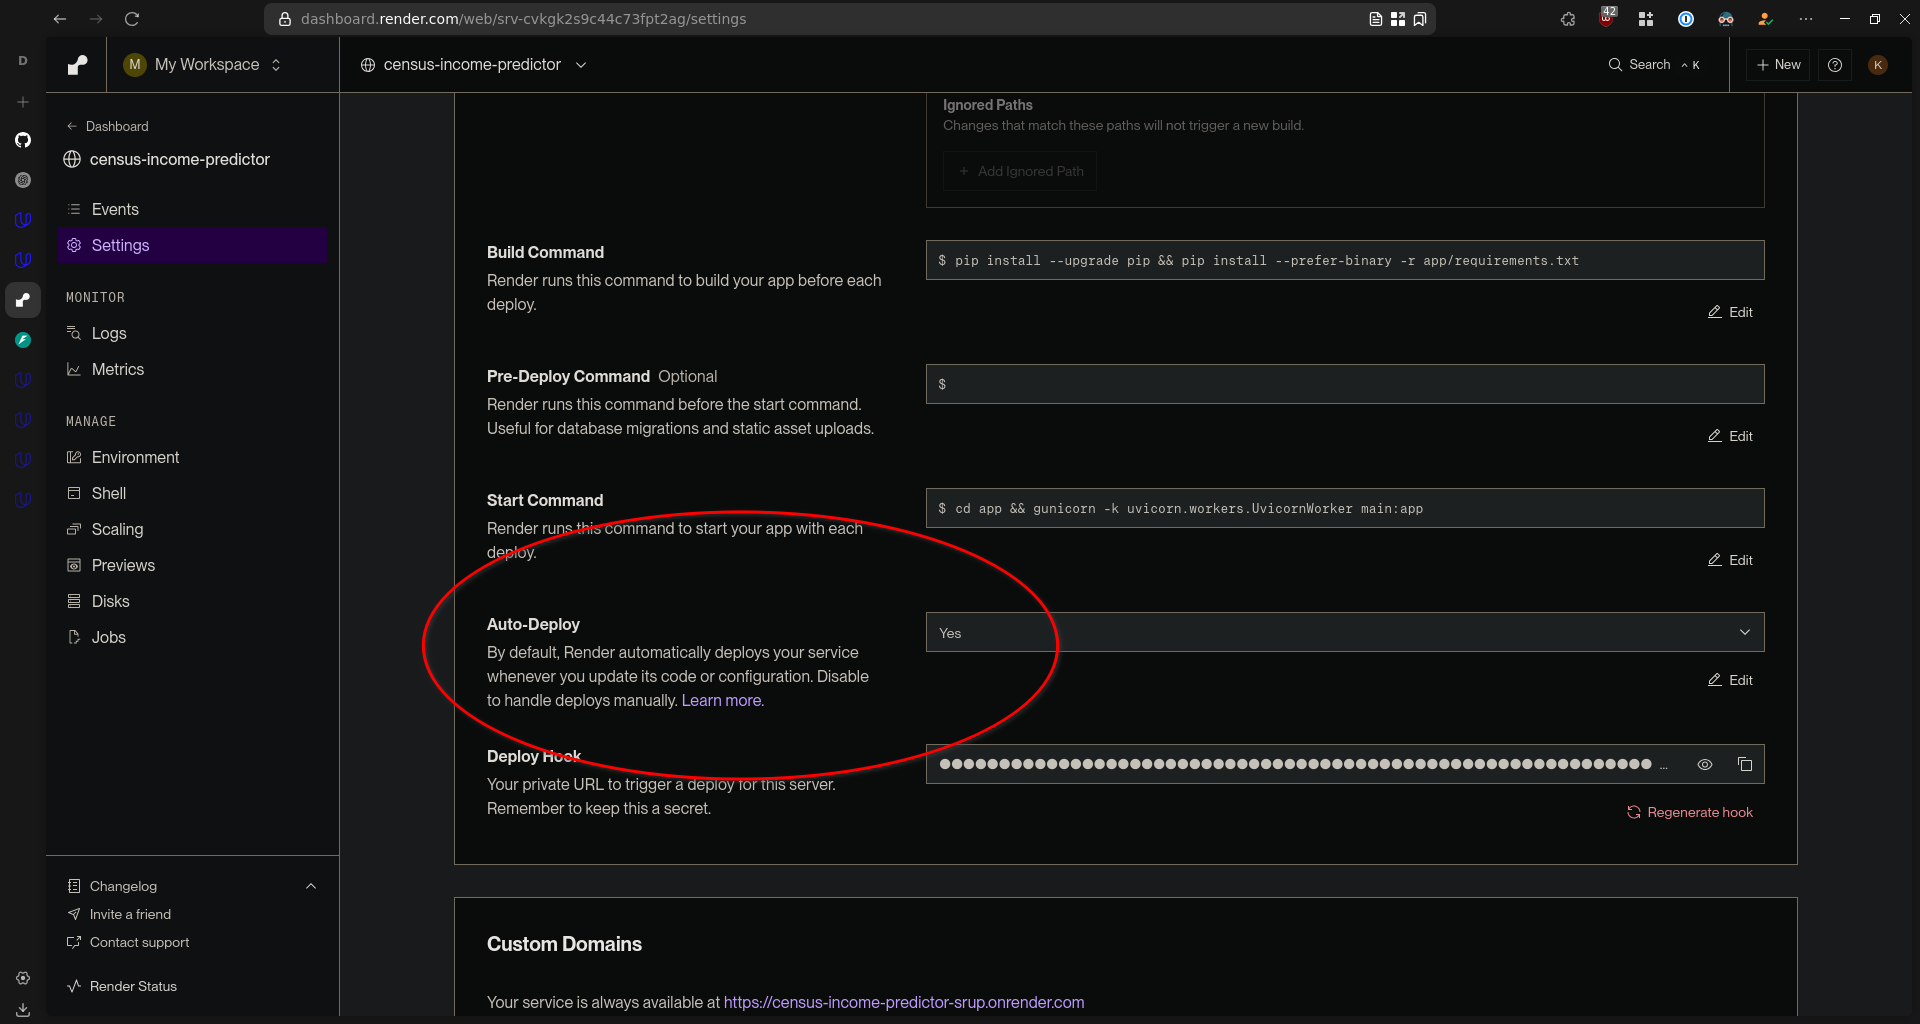 dashboard.render.com/web/srv-cvkgk2s9c44c73fpt2ag/settings
42
D
M My Workspace
census-income-predictor
Search ^ K
+ New
K
Dashboard
census-income-predictor
Events
Settings
MONITOR
Logs
Metrics
MANAGE
Environment
Shell
Scaling
Previews
Disks
Jobs
Changelog
Invite a friend
Contact support
Render Status
Ignored Paths
Changes that match these paths will not trigger a new build.
+ Add Ignored Path
Build Command
Render runs this command to build your app before each
deploy.
$ pip install --upgrade pip && pip install --prefer-binary -r app/requirements.txt
Edit
Pre-Deploy Command Optional
Render runs this command before the start command.
Useful for database migrations and static asset uploads.
$
Edit
Start Command
Render runs this command to start your app with each
deploy.
$ cd app && gunicorn -k uvicorn.workers.UvicornWorker main:app
Edit
Auto-Deploy
By default, Render automatically deploys your service
whenever you update its code or configuration. Disable
to handle deploys manually. Learn more.
Yes
Edit
Deploy Hook
Your private URL to trigger a deploy for this server.
Remember to keep this a secret.
●●●●●●●●●●●●●●●●●●●●●●●●●●●●●●●●●●●●●●●●●●●●●●●●●●●●●●●●●●●● ...
Regenerate hook
Custom Domains
Your service is always available at https://census-income-predictor-srup.onrender.com